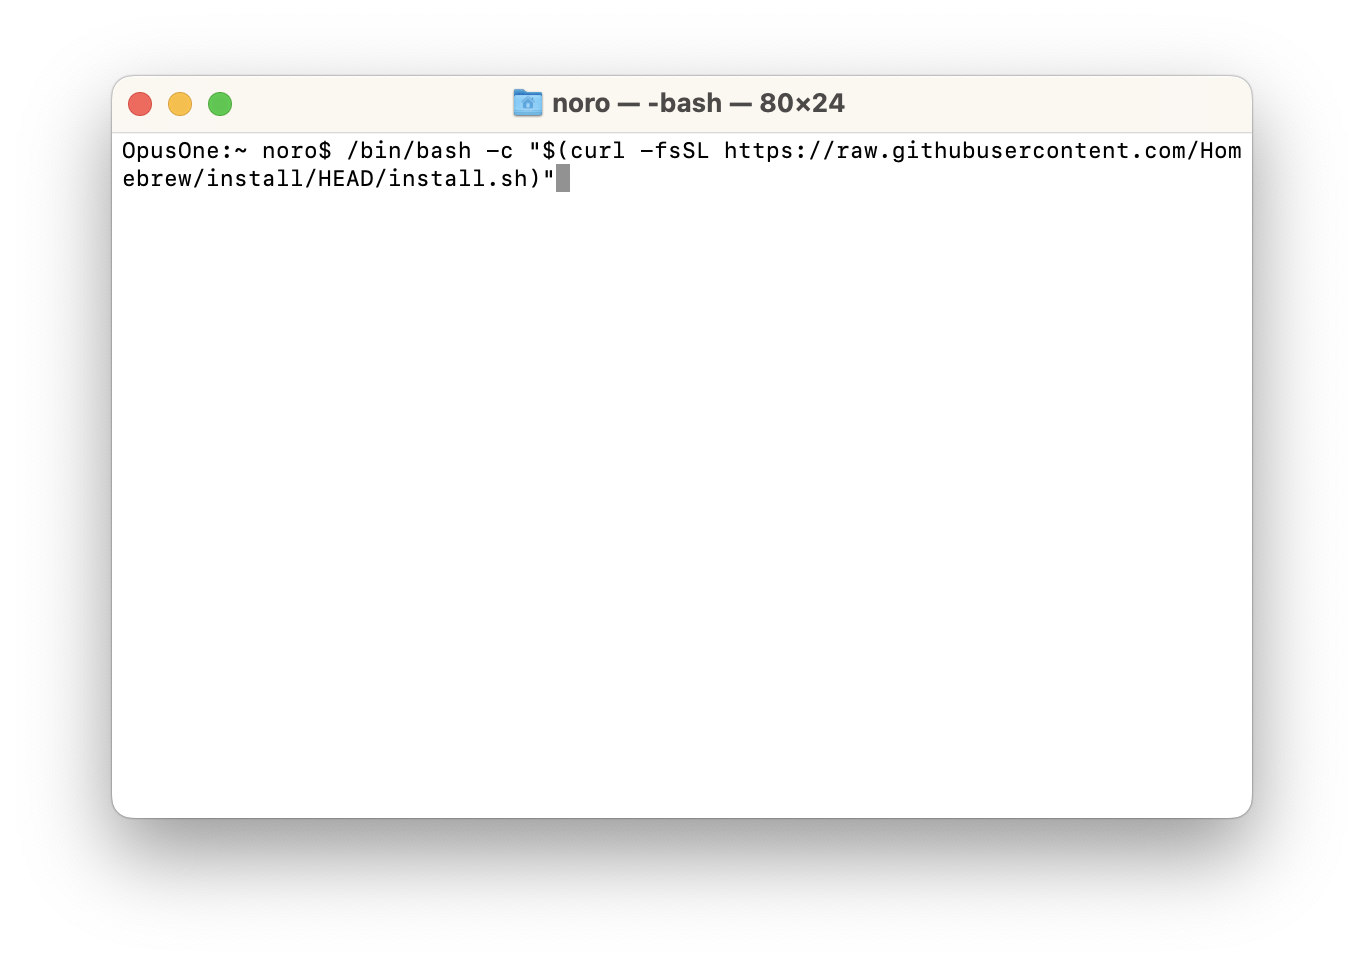 noro — -bash — 80×24
OpusOne:~ noro$ /bin/bash -c "$(curl -fsSL https://raw.githubusercontent.com/Hom
ebrew/install/HEAD/install.sh)"